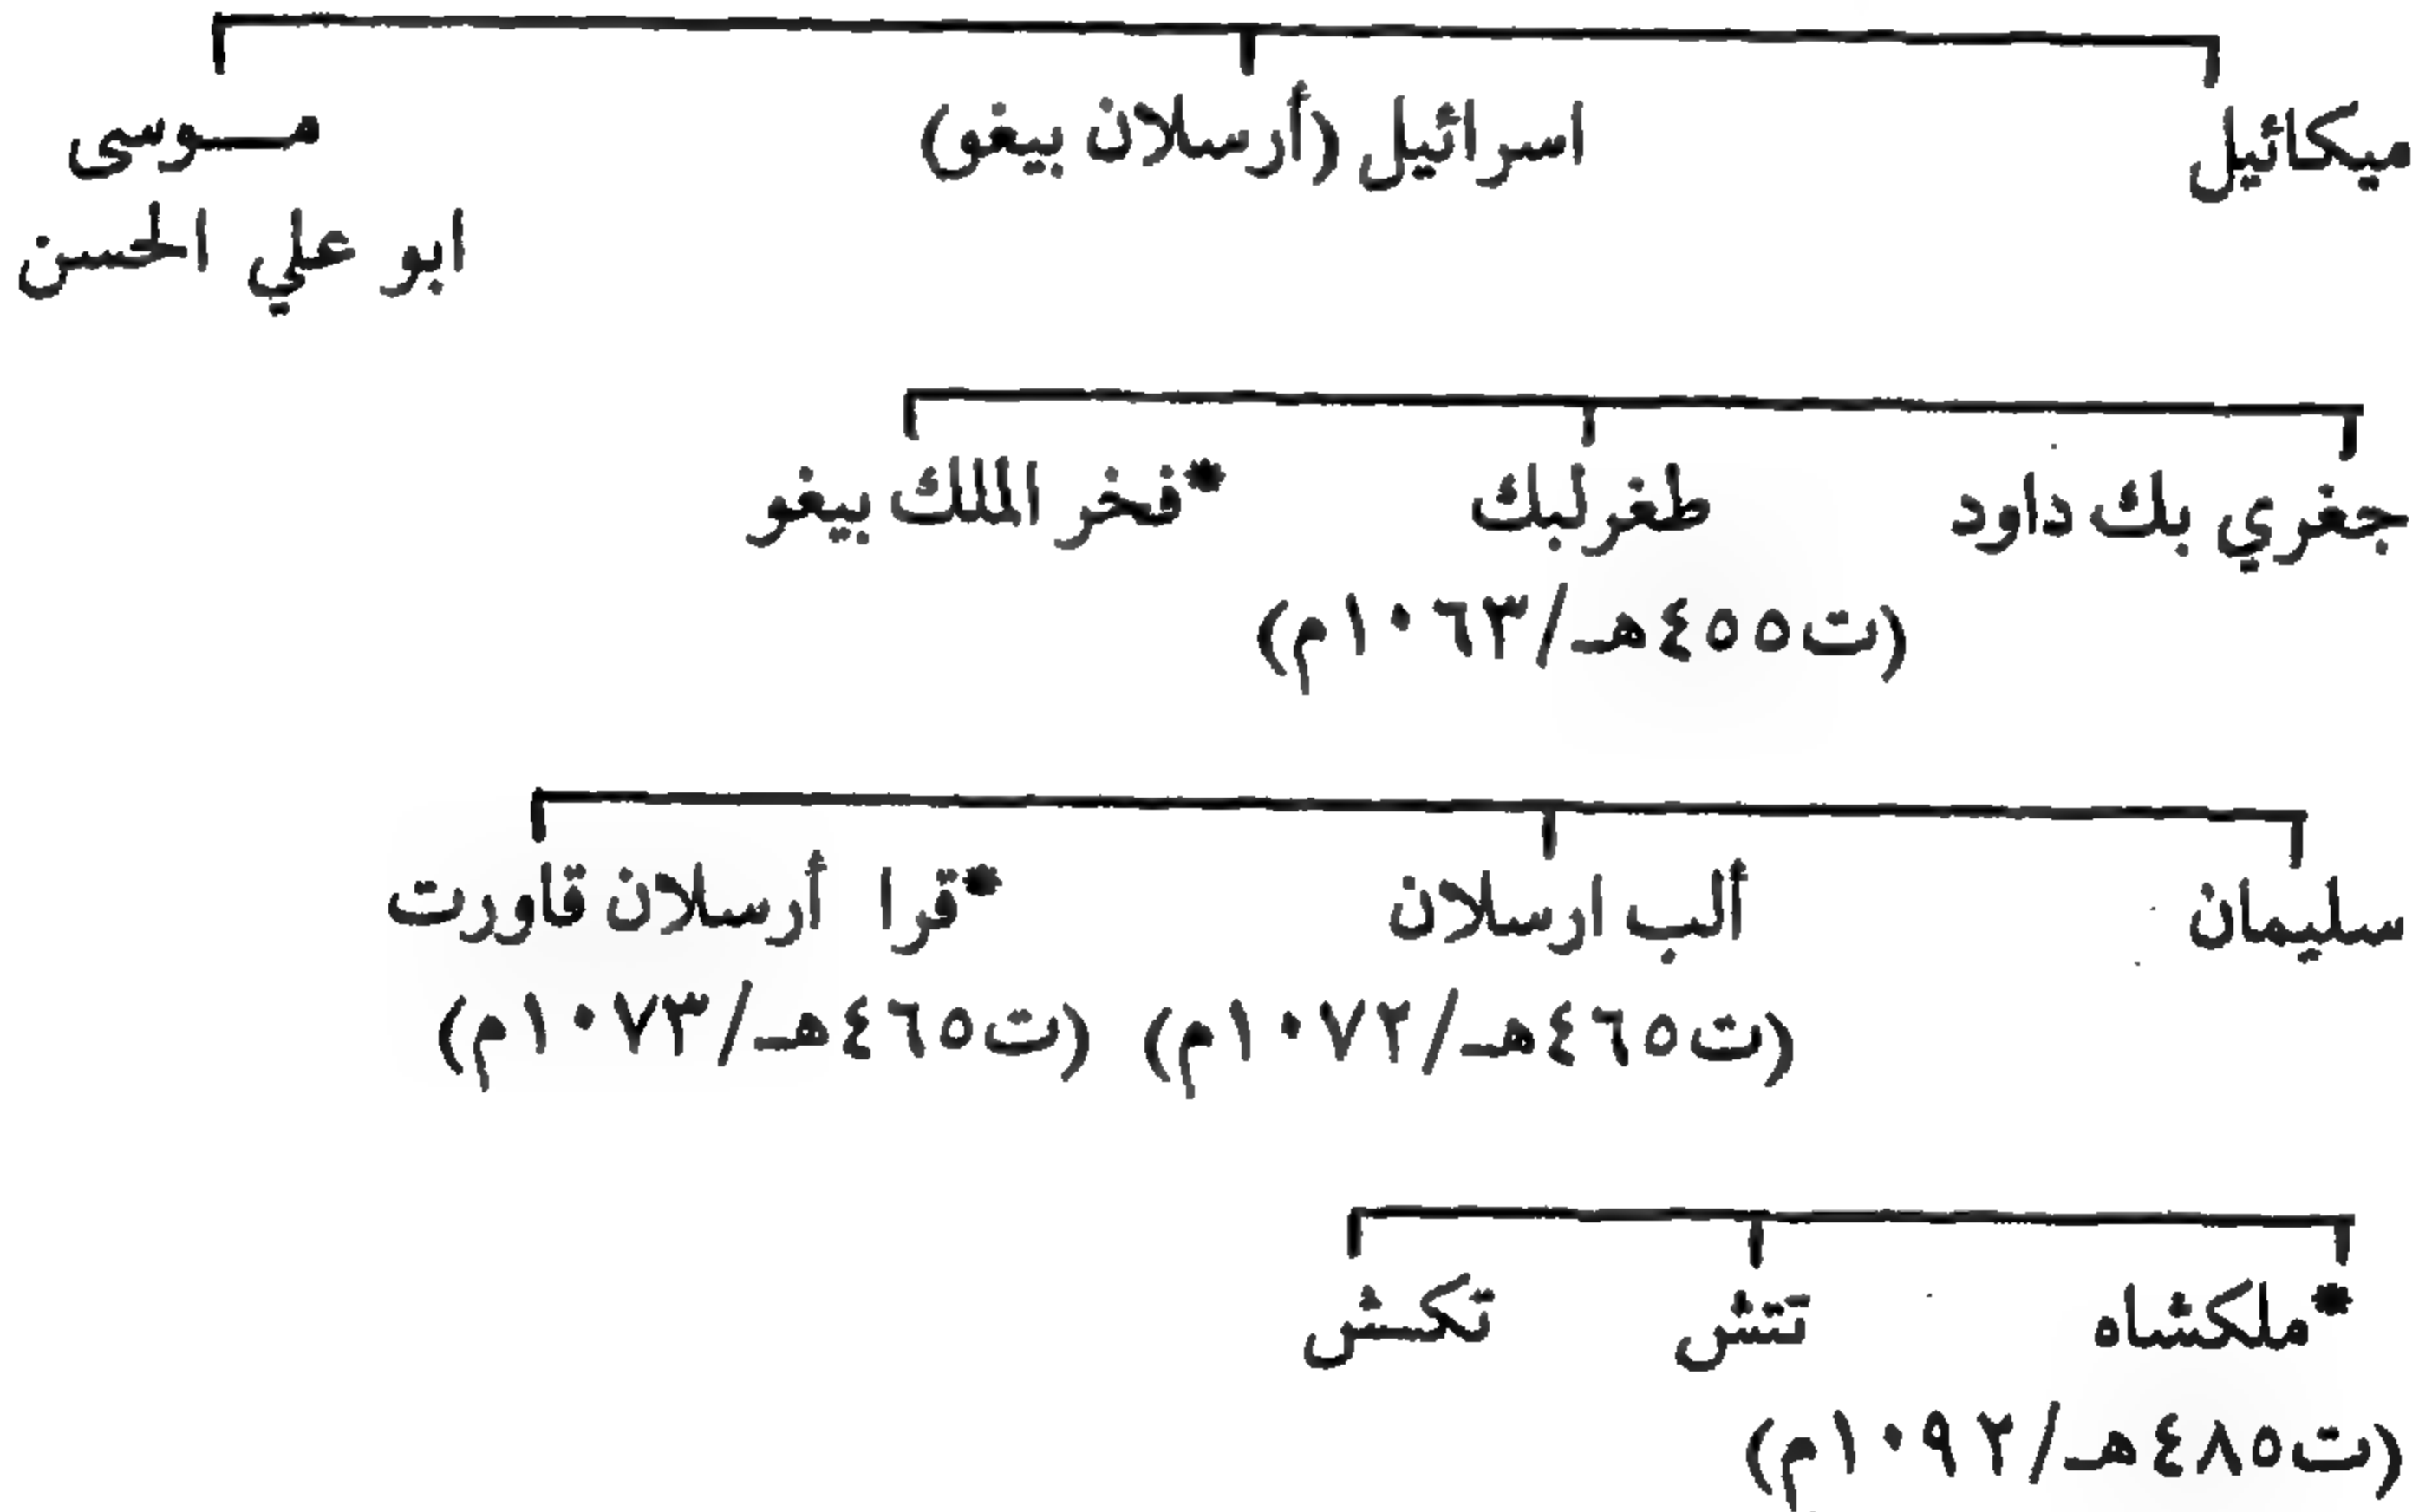 ميكائيل اسرائيل (أرسلان بيغو) مـوسى
ابو علي الحسن
جغري بك داود طغرلبك *فخر الملك بيغو
(ت٤٥٥هـ/١٠٦٣م)
سليمان ألب ارسلان *قرا أرسلان قاورت
(ت٤٦٥هـ/١٠٧٢م) (ت٤٦٥هـ/١٠٧٣م)
*ملكشاه تتش تكش
(ت٤٨٥هـ/١٠٩٢م)